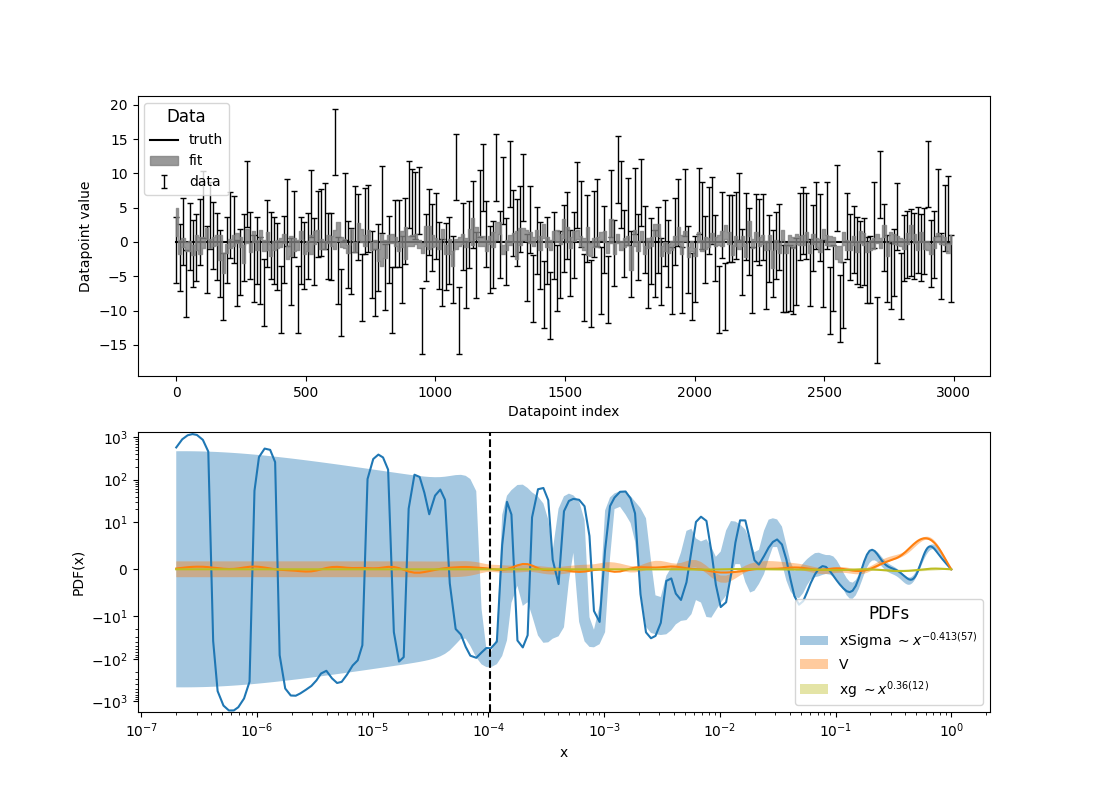 Data
truth
fit
data
20
15
10
5
0
−5
−10
−15
Datapoint value
0
500
1000
1500
2000
2500
3000
Datapoint index
10³
10²
10¹
0
−10¹
−10²
−10³
PDF(x)
PDFs
xSigma ~ x^−0.413(57)
V
xg ~ x^0.36(12)
10⁻⁷
10⁻⁶
10⁻⁵
10⁻⁴
10⁻³
10⁻²
10⁻¹
10⁰
x